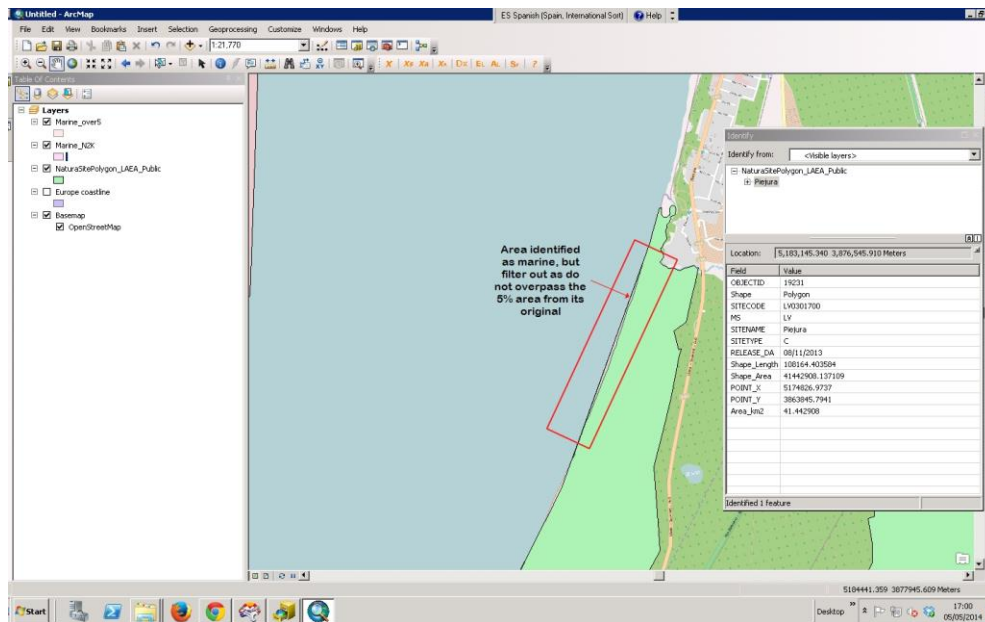 Untitled - ArcMap
ES Spanish (Spain, International Sort) Help
File Edit View Bookmarks Insert Selection Geoprocessing Customize Windows Help
1:21,770
Table Of Contents
Layers
Marine_over5
Marine_N2K
NaturaSitePolygon_LAEA_Public
Europe coastline
Basemap
OpenStreetMap
Area identified
as marine, but
filter out as do
not overpass the
5% area from its
original
Identify
Identify from: <Visible layers>
NaturaSitePolygon_LAEA_Public
Piejura
Location: 5,183,145.340 3,876,545.910 Meters
Field Value
OBJECTID 19231
Shape Polygon
SITECODE LV0301700
MS LV
SITENAME Piejura
SITETYPE C
RELEASE_DA 08/11/2013
Shape_Length 108164.403584
Shape_Area 41442908.137109
POINT_X 5174826.9737
POINT_Y 3863845.7941
Area_km2 41.442908
Identified 1 feature
5184441.359 3877945.609 Meters
Start
Desktop
17:00
05/05/2014